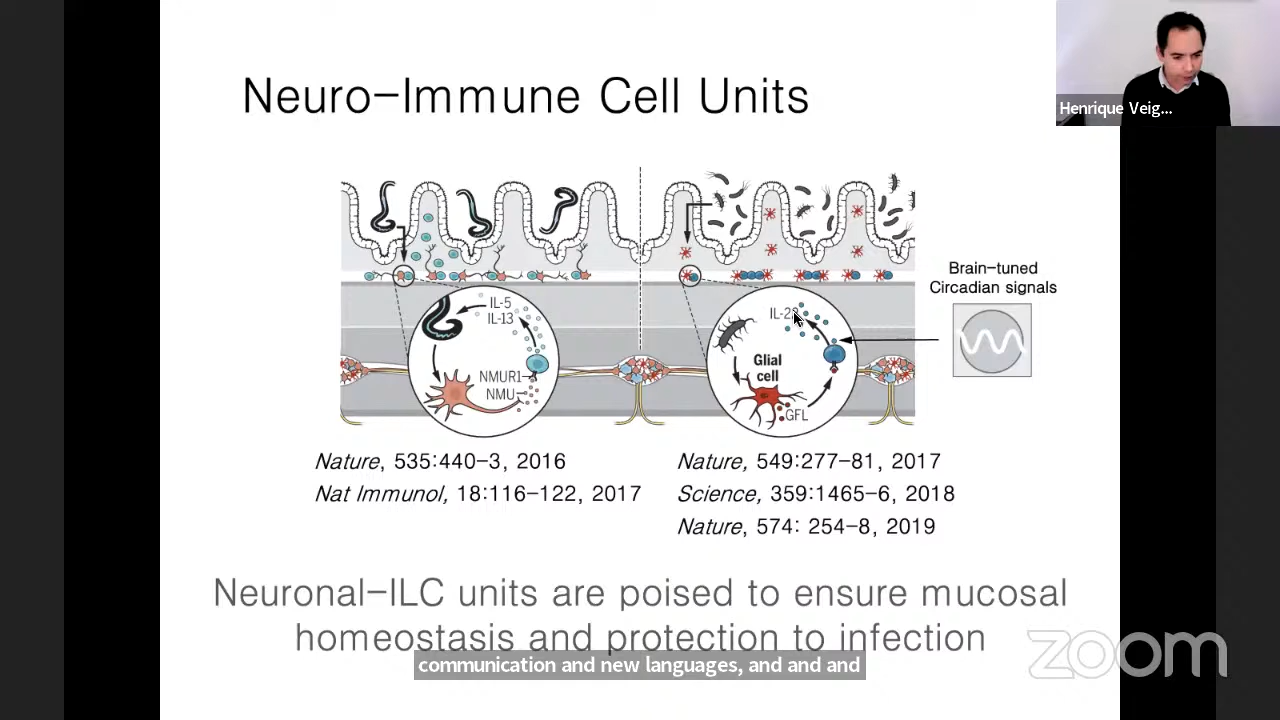 Neuro-Immune Cell Units
Henrique Veig...
IL-5
IL-13
NMUR1
NMU
Glial
cell
GFL
Brain-tuned
Circadian signals
Nature, 535:440-3, 2016
Nat Immunol, 18:116-122, 2017
Nature, 549:277-81, 2017
Science, 359:1465-6, 2018
Nature, 574: 254-8, 2019
Neuronal-ILC units are poised to ensure mucosal
homeostasis and protection to infection
communication and new languages, and and and
zoom